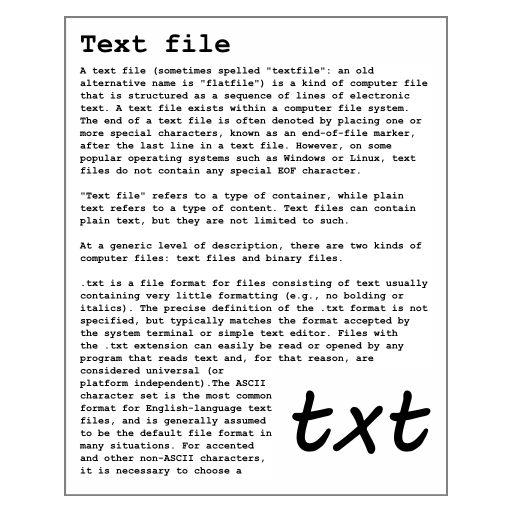 Text file
A text file (sometimes spelled "textfile": an old
alternative name is "flatfile") is a kind of computer file
that is structured as a sequence of lines of electronic
text. A text file exists within a computer file system.
The end of a text file is often denoted by placing one or
more special characters, known as an end-of-file marker,
after the last line in a text file. However, on some
popular operating systems such as Windows or Linux, text
files do not contain any special EOF character.
"Text file" refers to a type of container, while plain
text refers to a type of content. Text files can contain
plain text, but they are not limited to such.
At a generic level of description, there are two kinds of
computer files: text files and binary files.
.txt is a file format for files consisting of text usually
containing very little formatting (e.g., no bolding or
italics). The precise definition of the .txt format is not
specified, but typically matches the format accepted by
the system terminal or simple text editor. Files with
the .txt extension can easily be read or opened by any
program that reads text and, for that reason, are
considered universal (or
platform independent).The ASCII
character set is the most common
format for English-language text
files, and is generally assumed
to be the default file format in
many situations. For accented
and other non-ASCII characters,
it is necessary to choose a
txt